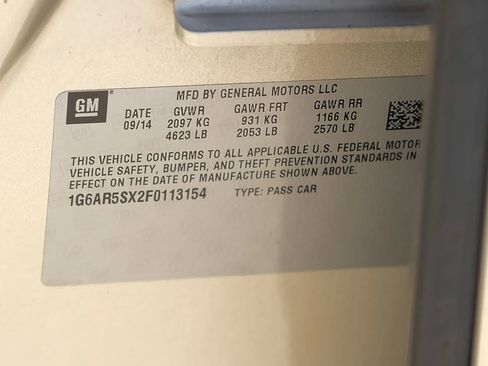 GM
MFD BY GENERAL MOTORS LLC
DATE GVWR GAWR FRT GAWR RR
09/14 2097 KG 931 KG 1166 KG
4623 LB 2053 LB 2570 LB
THIS VEHICLE CONFORMS TO ALL APPLICABLE U.S. FEDERAL MOTOR
VEHICLE SAFETY, BUMPER, AND THEFT PREVENTION STANDARDS IN
EFFECT ON THE DATE OF MANUFACTURE SHOWN ABOVE.
1G6AR5SX2F0113154 TYPE: PASS CAR